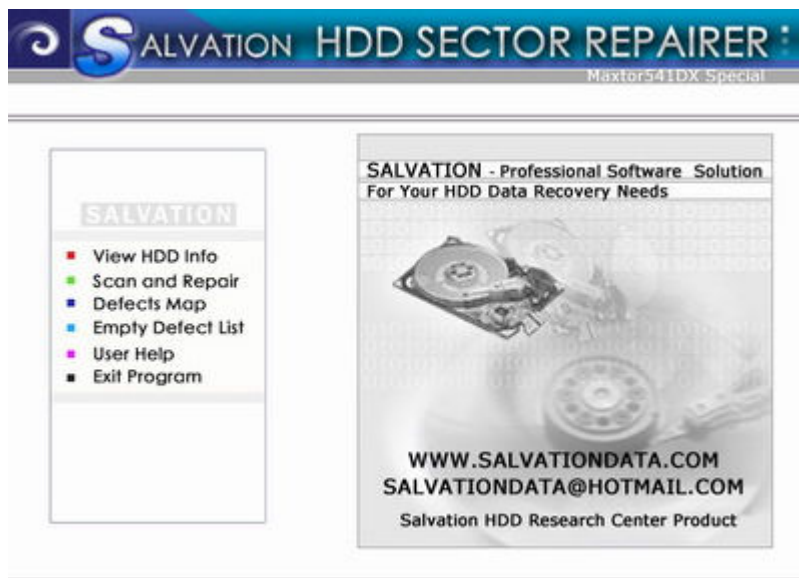 SALVATION HDD SECTOR REPAIRER
Maxtor541DX Special
SALVATION
View HDD Info
Scan and Repair
Defects Map
Empty Defect List
User Help
Exit Program
SALVATION - Professional Software Solution
For Your HDD Data Recovery Needs
WWW.SALVATIONDATA.COM
SALVATIONDATA@HOTMAIL.COM
Salvation HDD Research Center Product